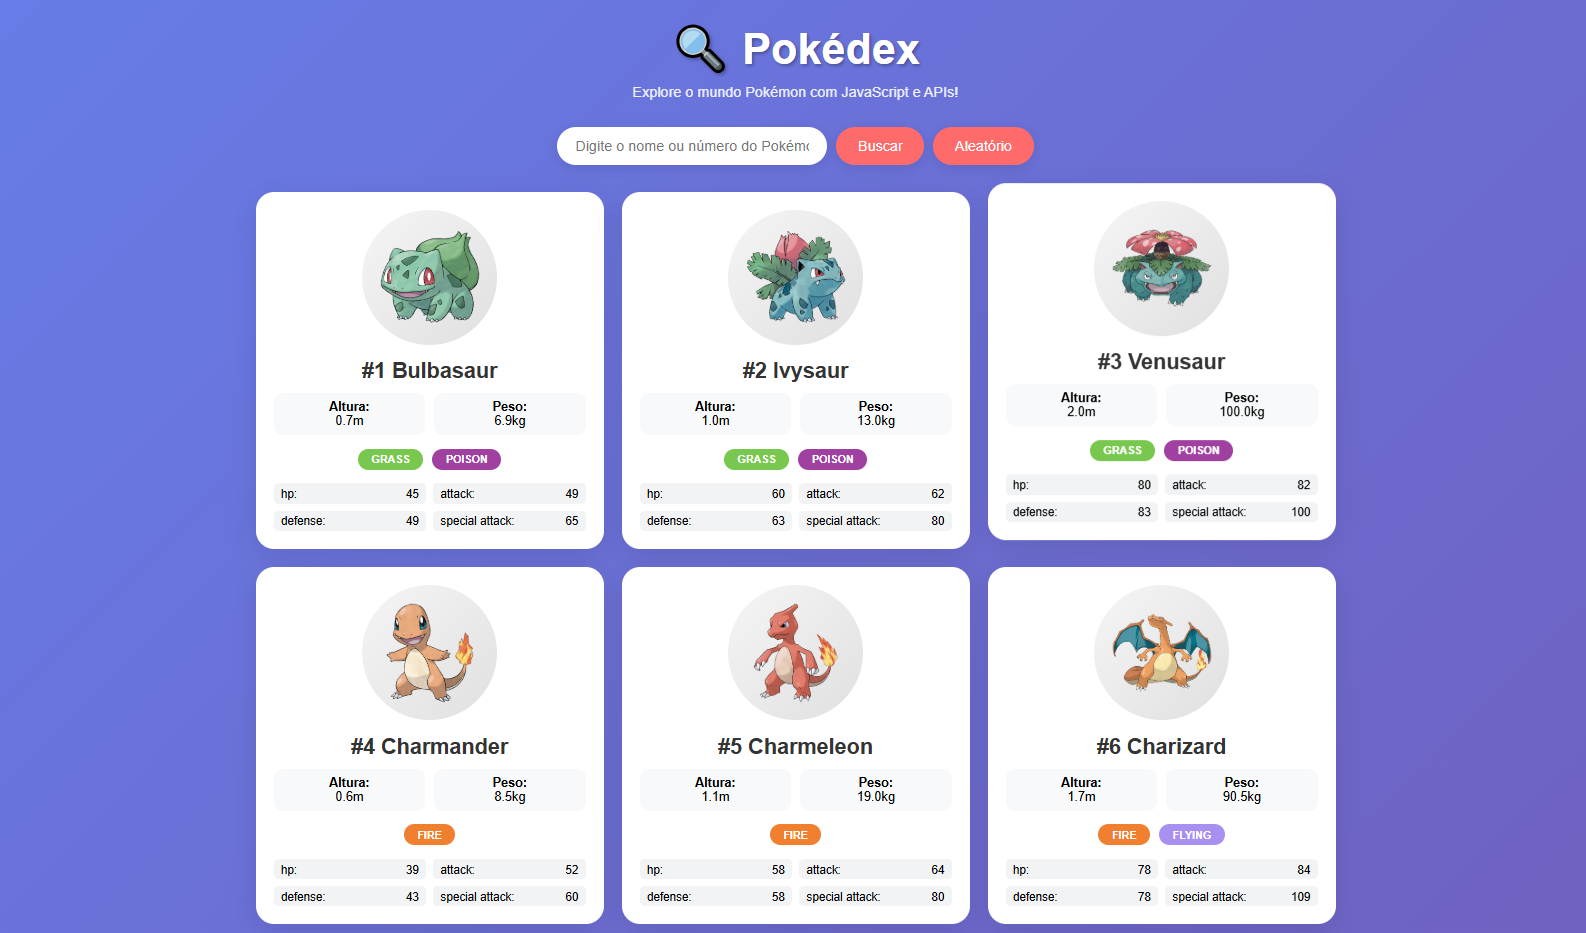 Pokédex
Explore o mundo Pokémon com JavaScript e APIs!
Digite o nome ou número do Pokémo
Buscar
Aleatório
#1 Bulbasaur
Altura:
0.7m
Peso:
6.9kg
GRASS
POISON
hp: 45
attack: 49
defense: 49
special attack: 65
#2 Ivysaur
Altura:
1.0m
Peso:
13.0kg
GRASS
POISON
hp: 60
attack: 62
defense: 63
special attack: 80
#3 Venusaur
Altura:
2.0m
Peso:
100.0kg
GRASS
POISON
hp: 80
attack: 82
defense: 83
special attack: 100
#4 Charmander
Altura:
0.6m
Peso:
8.5kg
FIRE
hp: 39
attack: 52
defense: 43
special attack: 60
#5 Charmeleon
Altura:
1.1m
Peso:
19.0kg
FIRE
hp: 58
attack: 64
defense: 58
special attack: 80
#6 Charizard
Altura:
1.7m
Peso:
90.5kg
FIRE
FLYING
hp: 78
attack: 84
defense: 78
special attack: 109